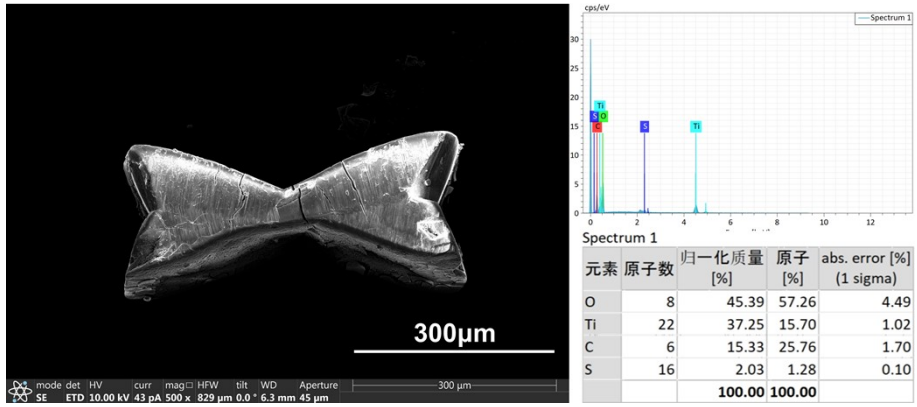 300μm
mode det HV curr mag□ HFW tilt WD Aperture
SE ETD 10.00 kV 43 pA 500 x 829 μm 0.0 ° 6.3 mm 45 μm
300 μm
cps/eV
Spectrum 1
30
25
20
15
10
5
0
Ti
S O
C
S
Ti
0 2 4 6 8 10 12
Spectrum 1
元素 原子数 归一化质量 [%] 原子 [%] abs. error [%] (1 sigma)
O 8 45.39 57.26 4.49
Ti 22 37.25 15.70 1.02
C 6 15.33 25.76 1.70
S 16 2.03 1.28 0.10
100.00 100.00